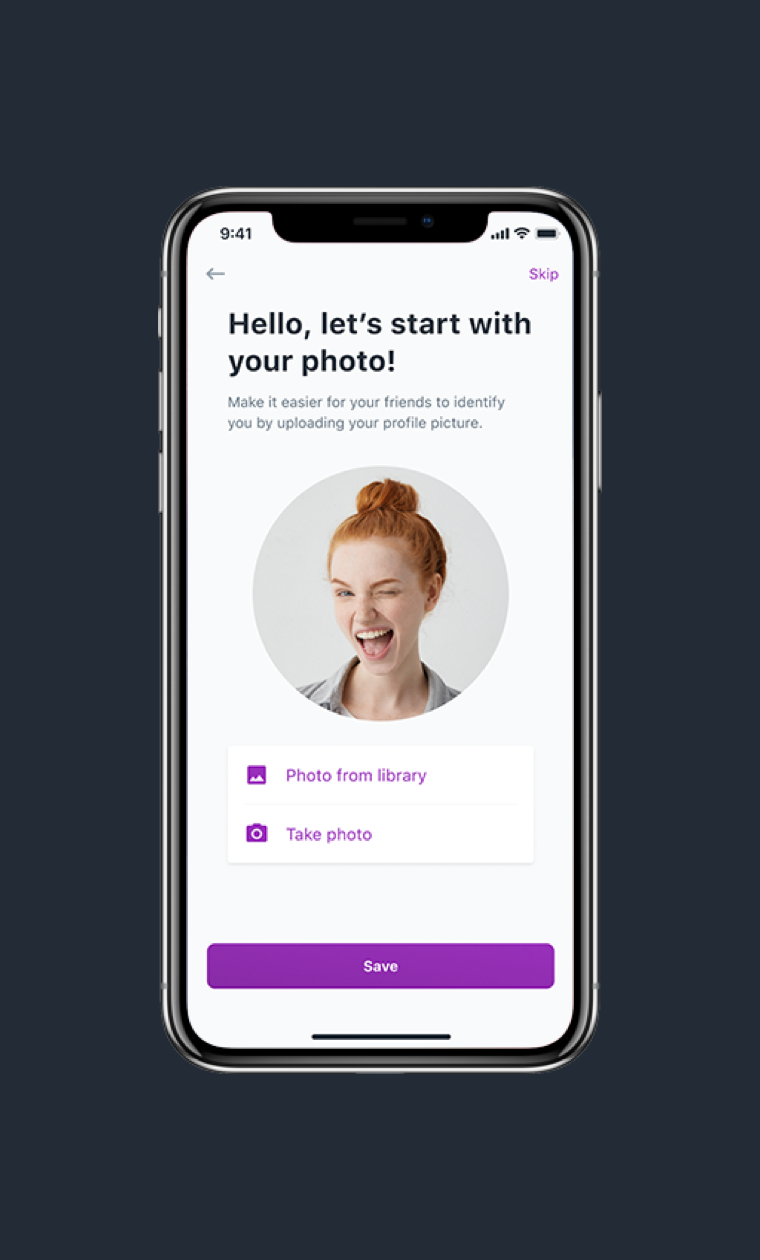 9:41
Skip
Hello, let’s start with
your photo!
Make it easier for your friends to identify
you by uploading your profile picture.
Photo from library
Take photo
Save